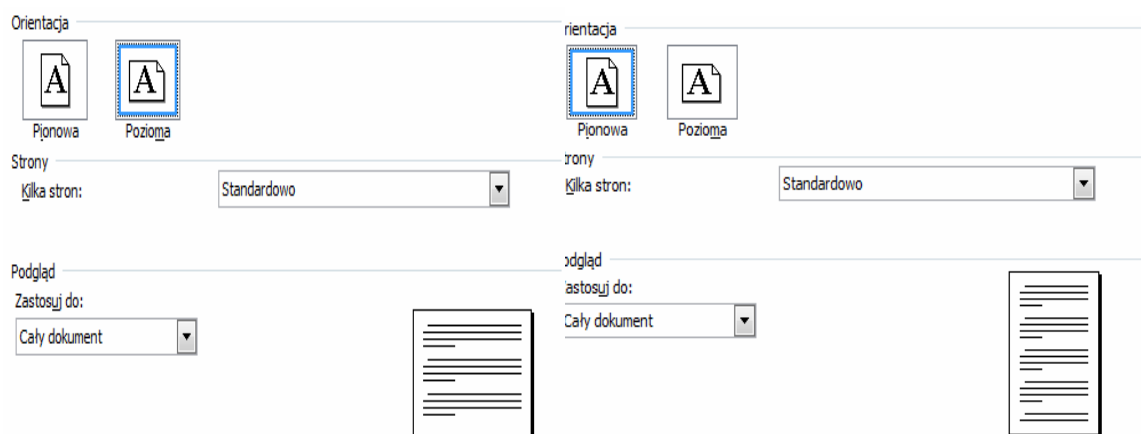 Orientacja
A
A
Pionowa
Pozioma
Strony
Kilka stron:
Standardowo
Podgląd
Zastosuj do:
Cały dokument
rientacja
A
A
Pionowa
Pozioma
trony
Kilka stron:
Standardowo
odgląd
Zastosuj do:
Cały dokument